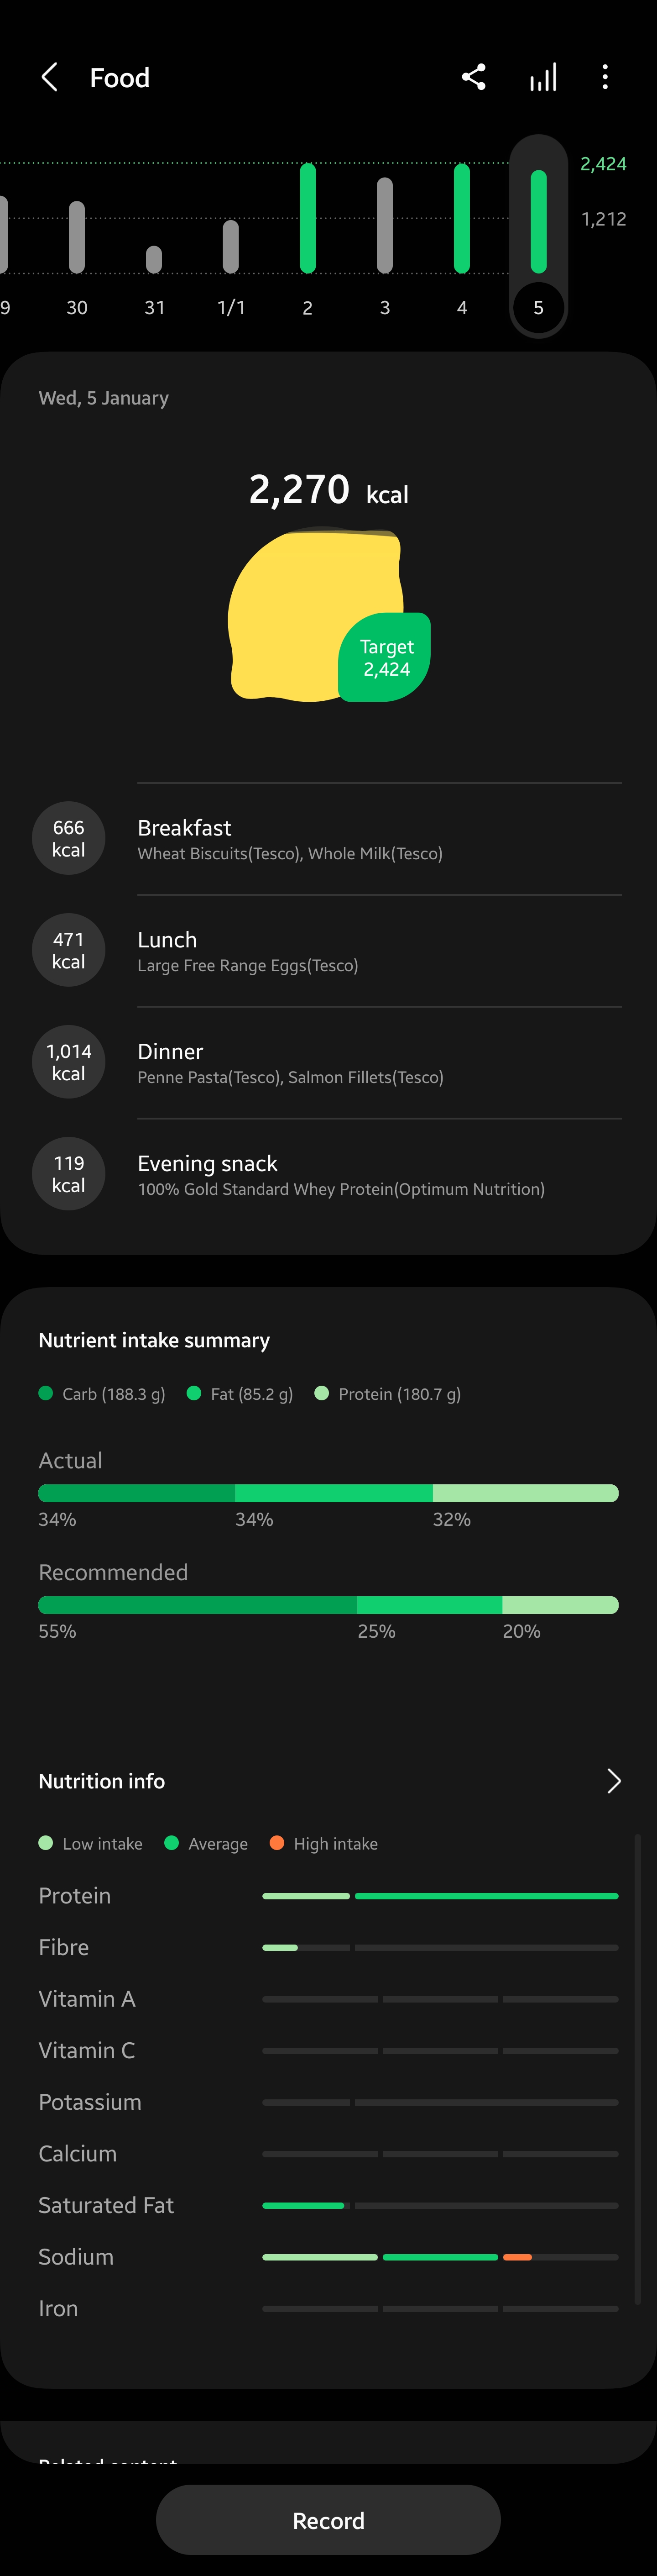 Food
2,424
1,212
9 30 31 1/1 2 3 4 5
Wed, 5 January
2,270 kcal
Target
2,424
666
kcal
Breakfast
Wheat Biscuits(Tesco), Whole Milk(Tesco)
471
kcal
Lunch
Large Free Range Eggs(Tesco)
1,014
kcal
Dinner
Penne Pasta(Tesco), Salmon Fillets(Tesco)
119
kcal
Evening snack
100% Gold Standard Whey Protein(Optimum Nutrition)
Nutrient intake summary
Carb (188.3 g) Fat (85.2 g) Protein (180.7 g)
Actual
34% 34% 32%
Recommended
55% 25% 20%
Nutrition info
Low intake Average High intake
Protein
Fibre
Vitamin A
Vitamin C
Potassium
Calcium
Saturated Fat
Sodium
Iron
Related content
Record